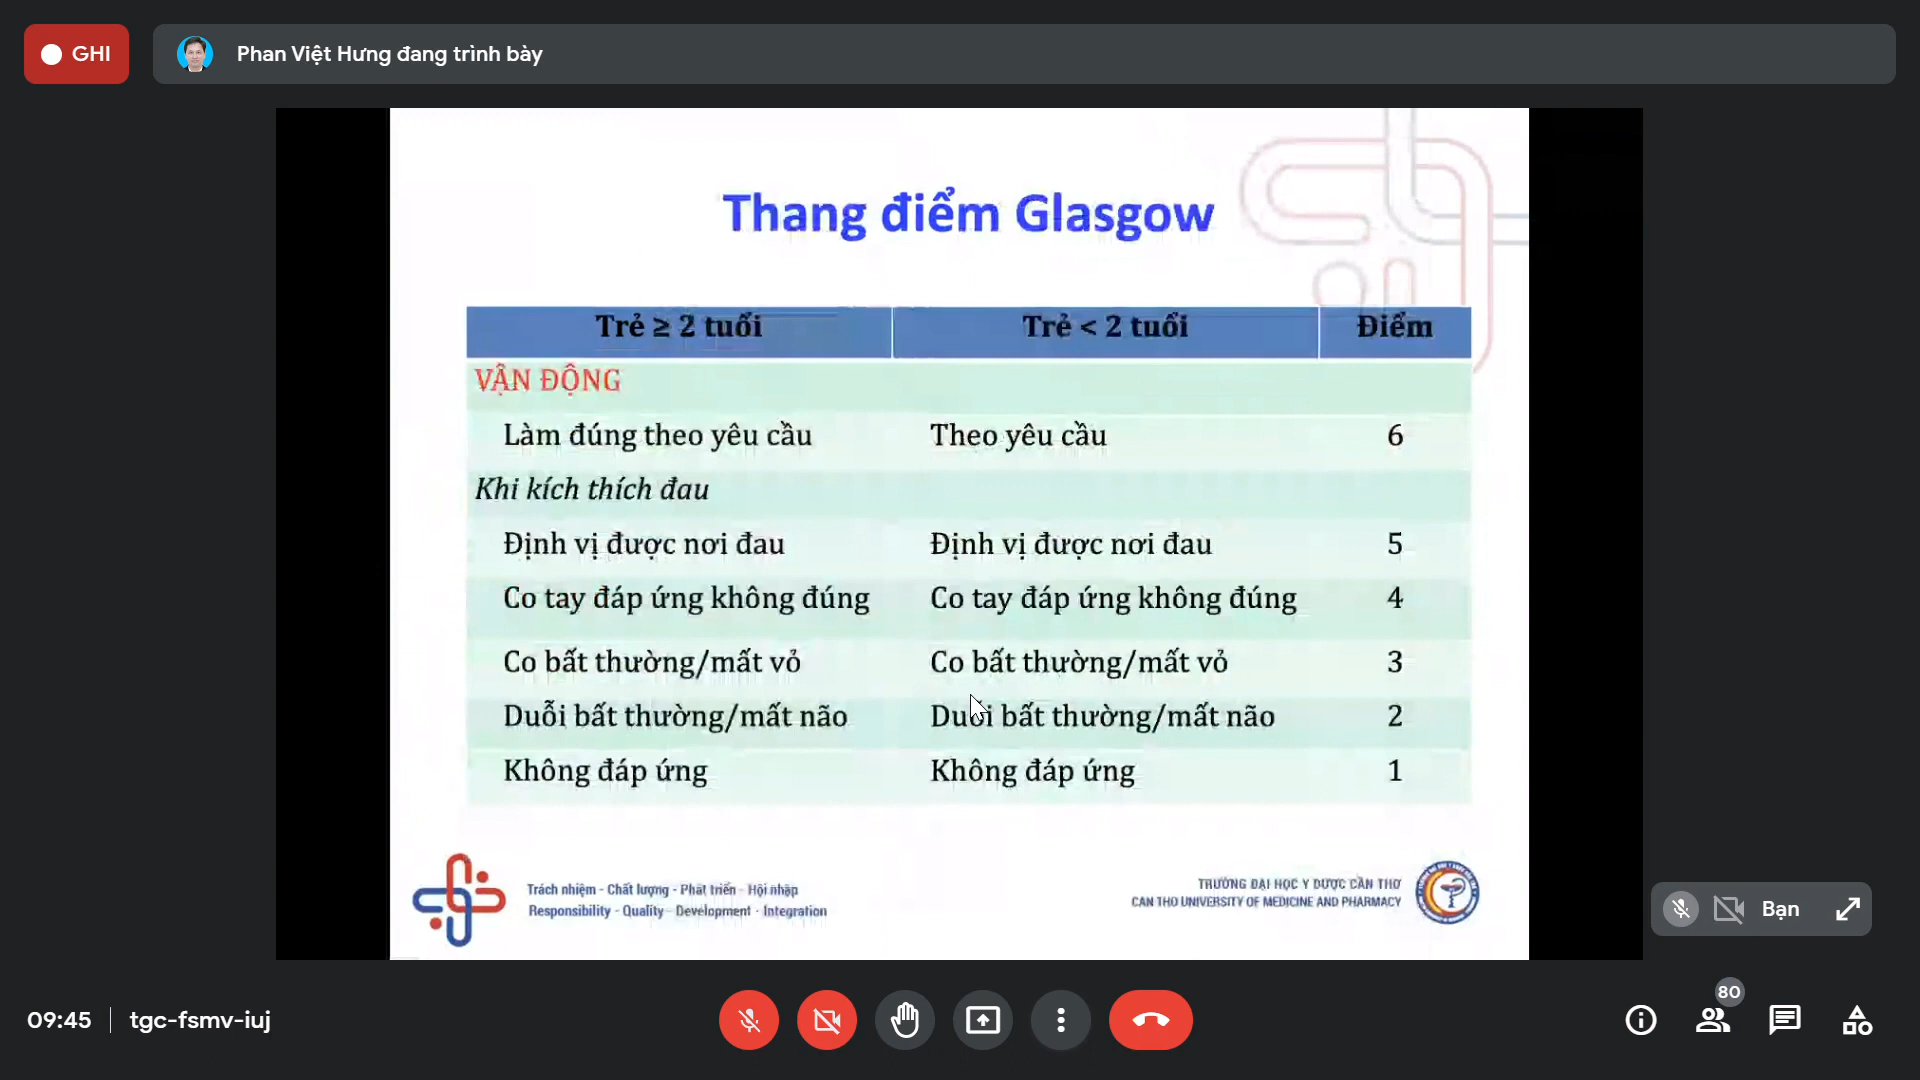 GHI
Phan Việt Hưng đang trình bày
Thang điểm Glasgow
Trẻ ≥ 2 tuổi Trẻ < 2 tuổi Điểm
VẬN ĐỘNG
Làm đúng theo yêu cầu Theo yêu cầu 6
Khi kích thích đau
Định vị được nơi đau Định vị được nơi đau 5
Co tay đáp ứng không đúng Co tay đáp ứng không đúng 4
Co bất thường/mất vỏ Co bất thường/mất vỏ 3
Duỗi bất thường/mất não Duỗi bất thường/mất não 2
Không đáp ứng Không đáp ứng 1
Trách nhiệm - Chất lượng - Phát triển - Hội nhập
Responsibility - Quality - Development - Integration
TRƯỜNG ĐẠI HỌC Y DƯỢC CẦN THƠ
CAN THO UNIVERSITY OF MEDICINE AND PHARMACY
Bạn
80
09:45 tgc-fsmv-iuj